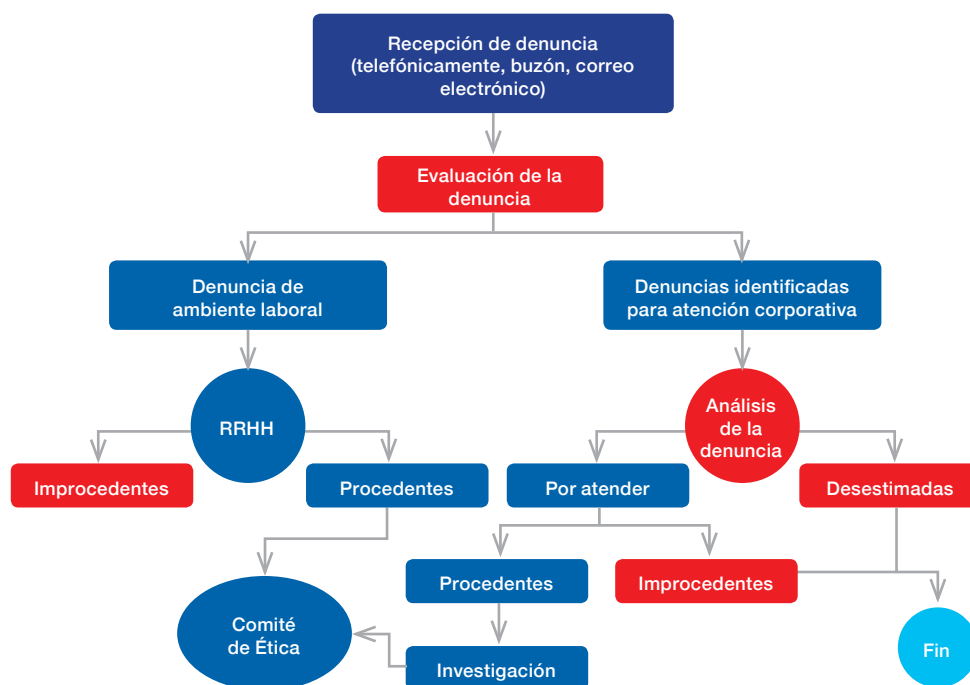 Recepción de denuncia
(telefónicamente, buzón, correo
electrónico)
Evaluación de la
denuncia
Denuncia de
ambiente laboral
Denuncias identificadas
para atención corporativa
RRHH
Análisis
de la
denuncia
Improcedentes
Procedentes
Por atender
Desestimadas
Procedentes
Improcedentes
Comité
de Ética
Investigación
Fin